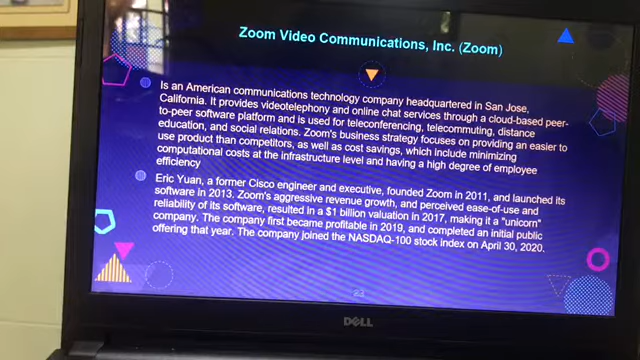 Zoom Video Communications, Inc. (Zoom)
Is an American communications technology company headquartered in San Jose,
California. It provides videotelephony and online chat services through a cloud-based peer-
to-peer software platform and is used for teleconferencing, telecommuting, distance
education, and social relations. Zoom's business strategy focuses on providing an easier to
use product than competitors, as well as cost savings, which include minimizing
computational costs at the infrastructure level and having a high degree of employee
efficiency
Eric Yuan, a former Cisco engineer and executive, founded Zoom in 2011, and launched its
software in 2013. Zoom's aggressive revenue growth, and perceived ease-of-use and
reliability of its software, resulted in a $1 billion valuation in 2017, making it a "unicorn"
company. The company first became profitable in 2019, and completed an initial public
offering that year. The company joined the NASDAQ-100 stock index on April 30, 2020.
23
DELL